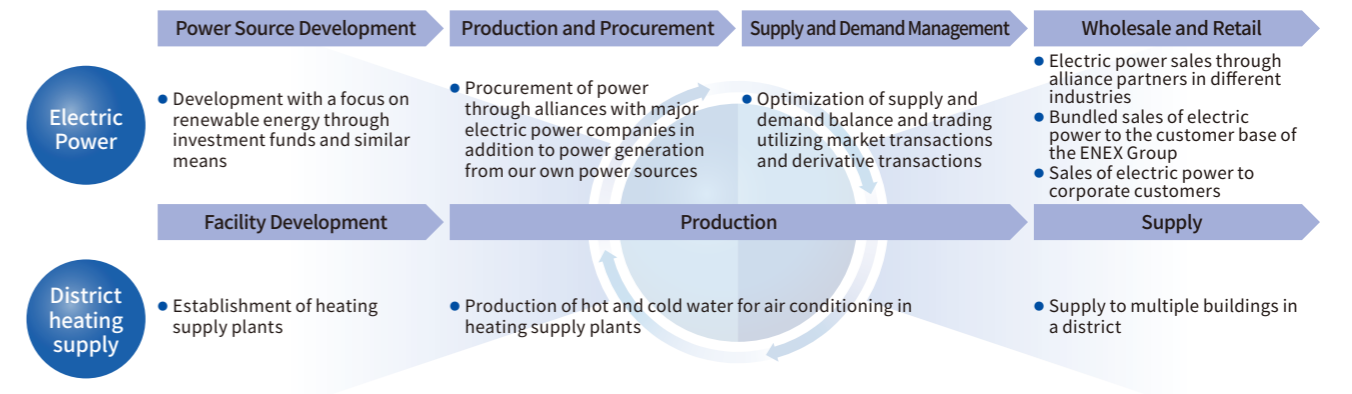 Power Source Development
Production and Procurement
Supply and Demand Management
Wholesale and Retail
Electric
Power
• Development with a focus on
renewable energy through
investment funds and similar
means
• Procurement of power
through alliances with major
electric power companies in
addition to power generation
from our own power sources
• Optimization of supply and
demand balance and trading
utilizing market transactions
and derivative transactions
• Electric power sales through
alliance partners in different
industries
• Bundled sales of electric
power to the customer base of
the ENEX Group
• Sales of electric power to
corporate customers
Facility Development
Production
Supply
District
heating
supply
• Establishment of heating
supply plants
• Production of hot and cold water for air conditioning in
heating supply plants
• Supply to multiple buildings in
a district